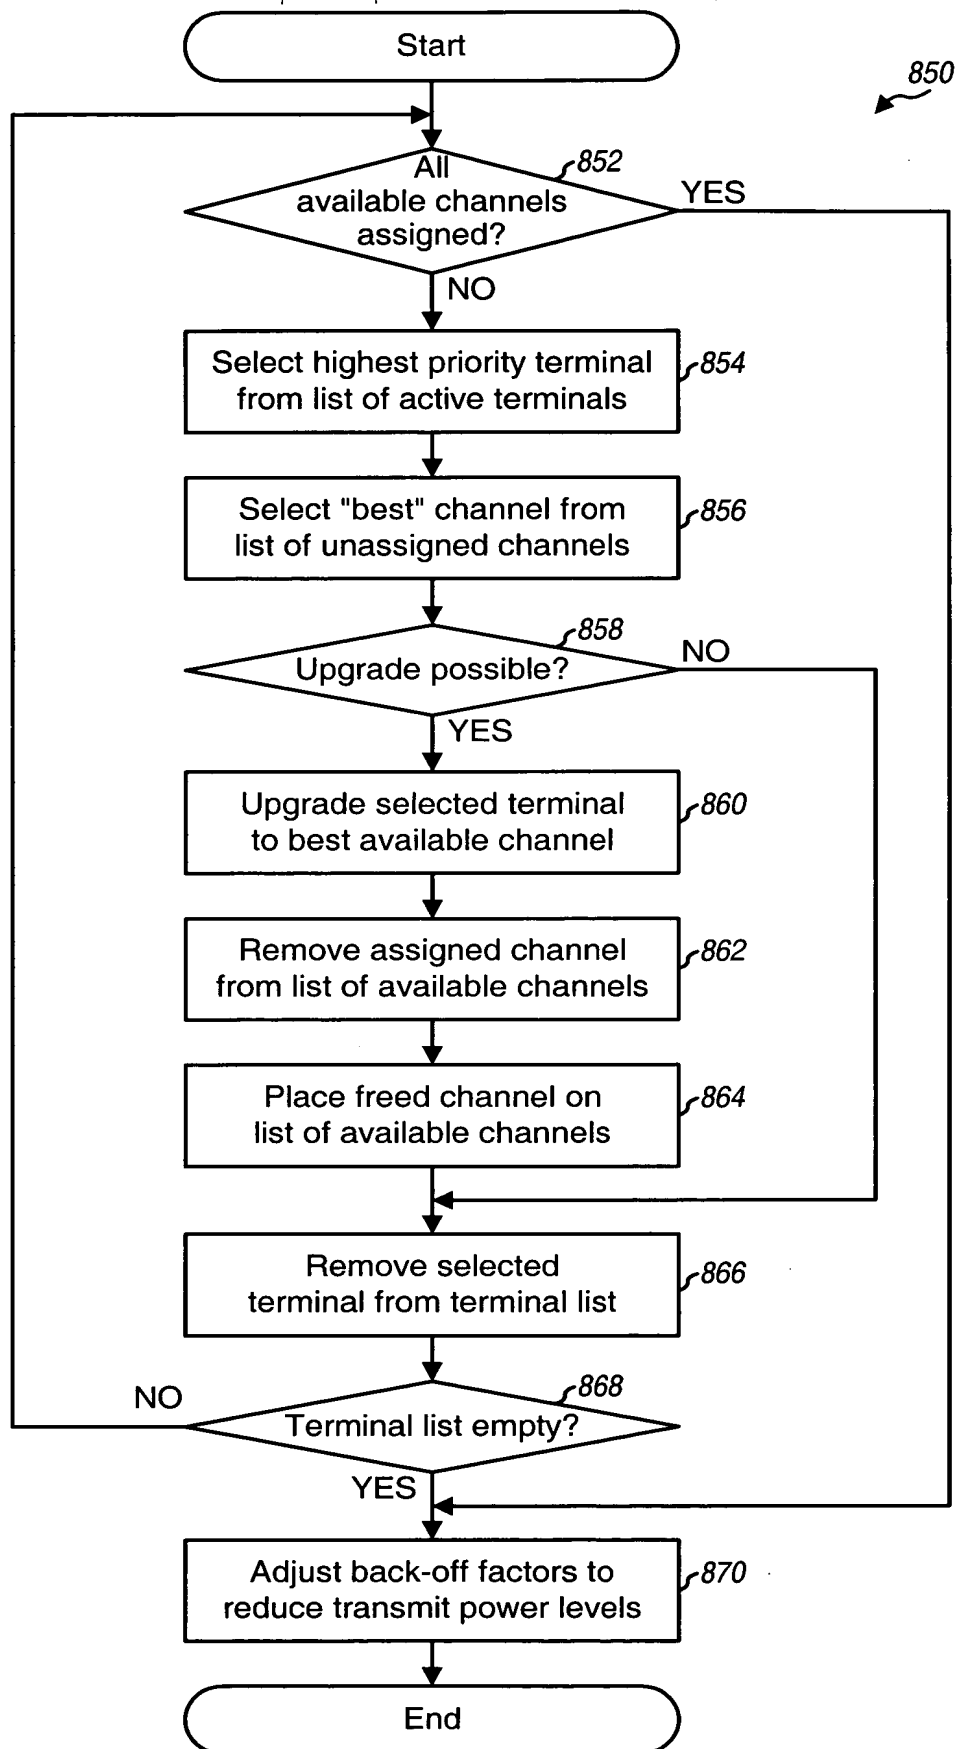 Start
850
All
852
available channels
assigned?
YES
NO
Select highest priority terminal
from list of active terminals
854
Select "best" channel from
list of unassigned channels
856
858
Upgrade possible?
NO
YES
Upgrade selected terminal
to best available channel
860
Remove assigned channel
from list of available channels
862
Place freed channel on
list of available channels
864
Remove selected
terminal from terminal list
866
868
NO
Terminal list empty?
YES
Adjust back-off factors to
reduce transmit power levels
870
End